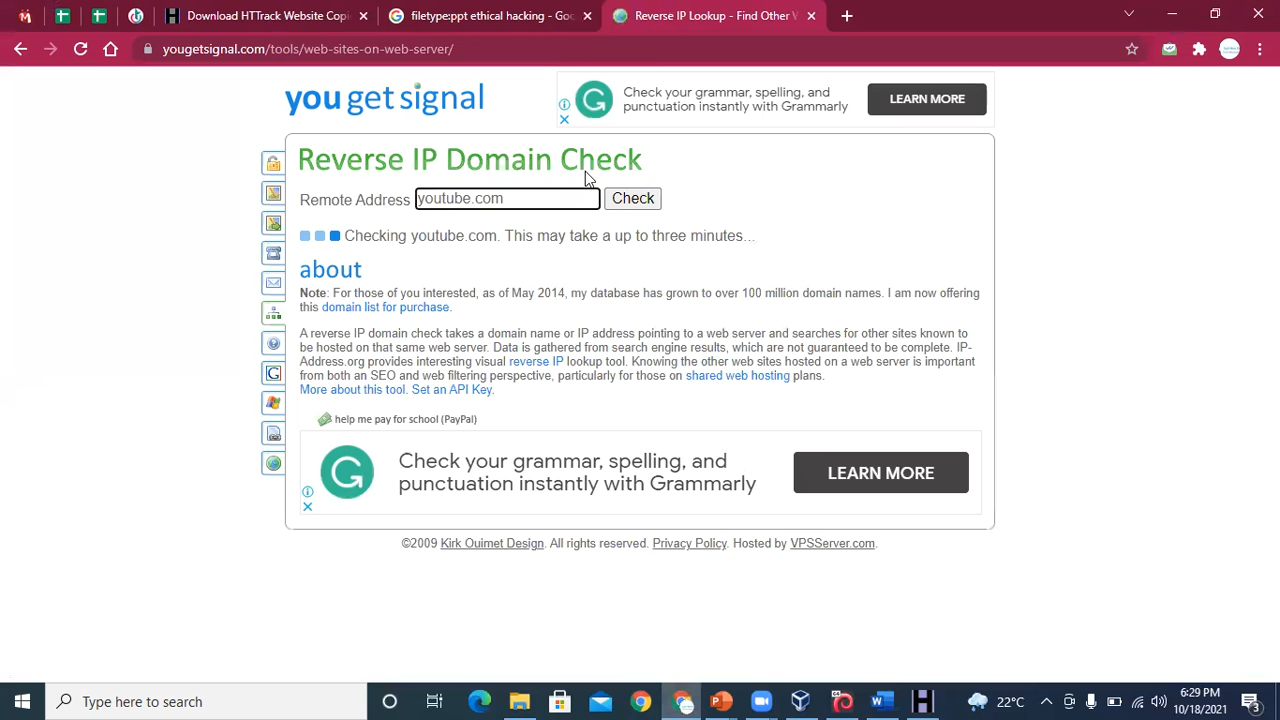 Download HTTrack Website Copi
filetype:ppt ethical hacking - Goo
Reverse IP Lookup - Find Other W
yougetsignal.com/tools/web-sites-on-web-server/
you get signal
Check your grammar, spelling, and
punctuation instantly with Grammarly
LEARN MORE
Reverse IP Domain Check
Remote Address youtube.com Check
Checking youtube.com. This may take a up to three minutes...
about
Note: For those of you interested, as of May 2014, my database has grown to over 100 million domain names. I am now offering
this domain list for purchase.
A reverse IP domain check takes a domain name or IP address pointing to a web server and searches for other sites known to
be hosted on that same web server. Data is gathered from search engine results, which are not guaranteed to be complete. IP-
Address.org provides interesting visual reverse IP lookup tool. Knowing the other web sites hosted on a web server is important
from both an SEO and web filtering perspective, particularly for those on shared web hosting plans.
More about this tool. Set an API Key.
help me pay for school (PayPal)
Check your grammar, spelling, and
punctuation instantly with Grammarly
LEARN MORE
©2009 Kirk Ouimet Design. All rights reserved. Privacy Policy. Hosted by VPSServer.com.
Type here to search
22°C
6:29 PM
10/18/2021
3